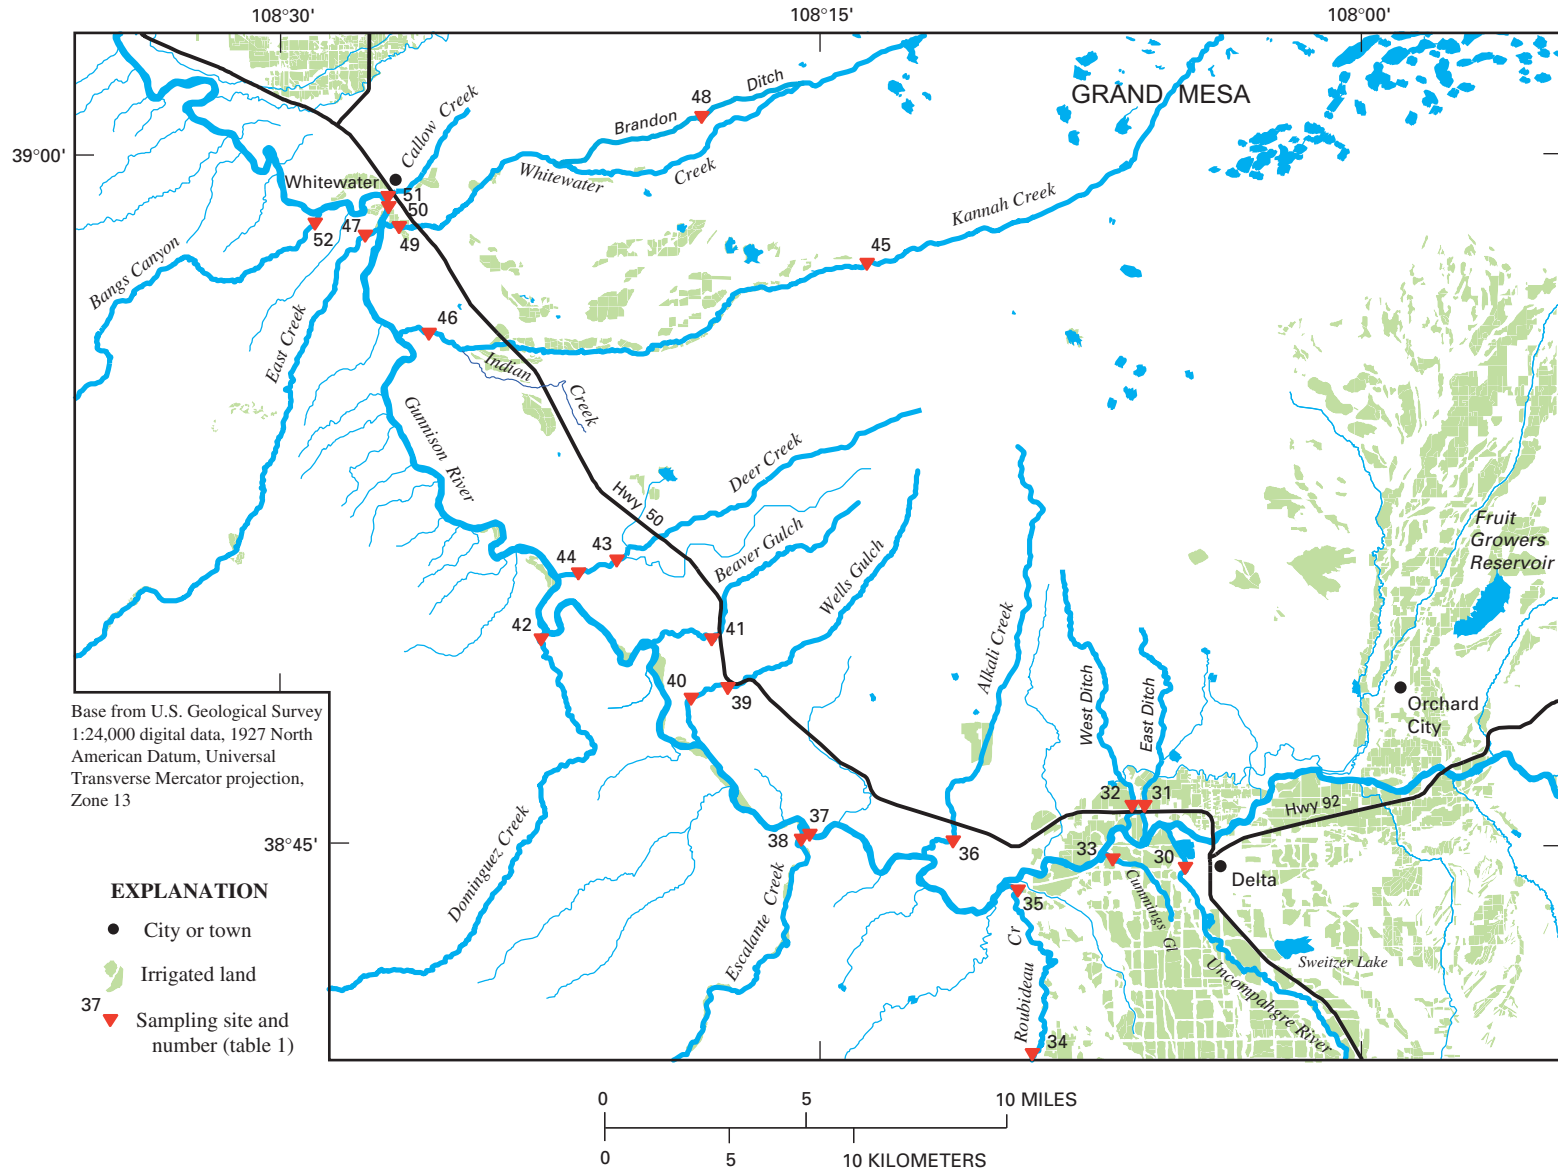 108°30'
108°15'
108°00'
39°00'
38°45'
GRAND MESA
Callow Creek
Brandon
Ditch
48
Whitewater
Creek
Kannah Creek
Whitewater
51
50
49
47
52
45
Bangs Canyon
East Creek
46
Indian
Creek
Gunnison River
Hwy 50
Deer Creek
Beaver Gulch
Wells Gulch
43
44
42
41
40
39
Alkali Creek
West Ditch
East Ditch
Fruit
Growers
Reservoir
Orchard
City
Hwy 92
32
31
33
30
Delta
37
38
36
35
34
Cummings Gl
Sweitzer Lake
Uncompahgre River
Roubideau Cr
Escalante Creek
Dominguez Creek
Base from U.S. Geological Survey
1:24,000 digital data, 1927 North
American Datum, Universal
Transverse Mercator projection,
Zone 13
EXPLANATION
City or town
Irrigated land
37
Sampling site and
number (table 1)
0 5 10 MILES
0 5 10 KILOMETERS